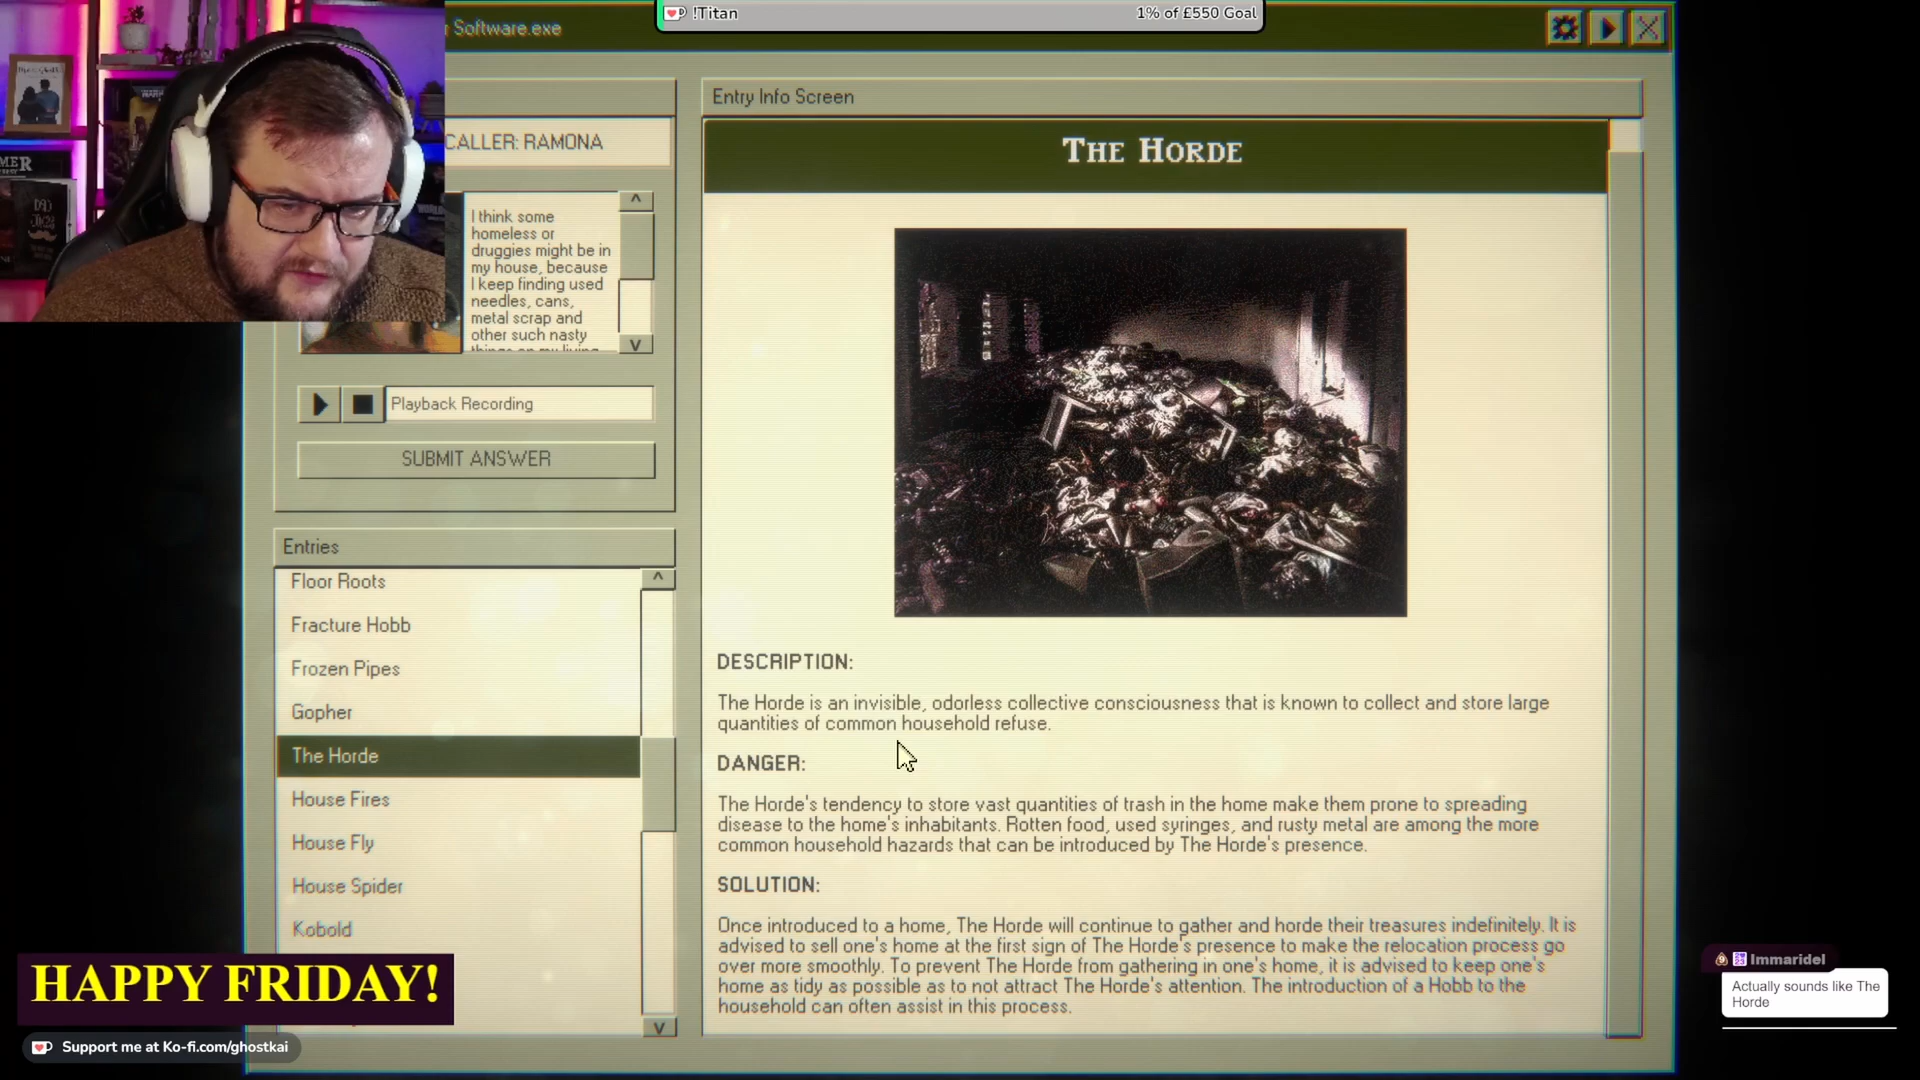 !Titan
1% of £550 Goal
Software.exe
CALLER: RAMONA
I think some
homeless or
druggies might be in
my house, because
I keep finding used
needles, cans,
metal scrap and
other such nasty
things on my living
Playback Recording
SUBMIT ANSWER
Entries
Floor Roots
Fracture Hobb
Frozen Pipes
Gopher
The Horde
House Fires
House Fly
House Spider
Kobold
Entry Info Screen
The Horde
DESCRIPTION:
The Horde is an invisible, odorless collective consciousness that is known to collect and store large
quantities of common household refuse.
DANGER:
The Horde's tendency to store vast quantities of trash in the home make them prone to spreading
disease to the home's inhabitants. Rotten food, used syringes, and rusty metal are among the more
common household hazards that can be introduced by The Horde's presence.
SOLUTION:
Once introduced to a home, The Horde will continue to gather and horde their treasures indefinitely. It is
advised to sell one's home at the first sign of The Horde's presence to make the relocation process go
over more smoothly. To prevent The Horde from gathering in one's home, it is advised to keep one's
home as tidy as possible as to not attract The Horde's attention. The introduction of a Hobb to the
household can often assist in this process.
HAPPY FRIDAY!
Support me at Ko-fi.com/ghostkai
Immaridel
Actually sounds like The
Horde